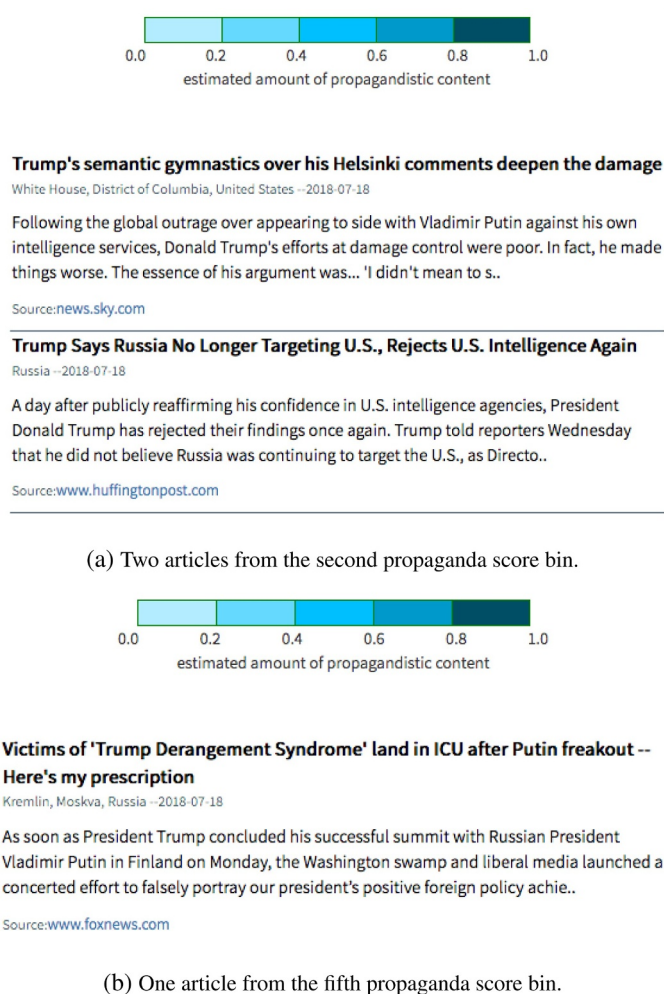 0.0 0.2 0.4 0.6 0.8 1.0
estimated amount of propagandistic content
Trump's semantic gymnastics over his Helsinki comments deepen the damage
White House, District of Columbia, United States --2018-07-18
Following the global outrage over appearing to side with Vladimir Putin against his own
intelligence services, Donald Trump's efforts at damage control were poor. In fact, he made
things worse. The essence of his argument was... 'I didn't mean to s..
Source:news.sky.com
Trump Says Russia No Longer Targeting U.S., Rejects U.S. Intelligence Again
Russia --2018-07-18
A day after publicly reaffirming his confidence in U.S. intelligence agencies, President
Donald Trump has rejected their findings once again. Trump told reporters Wednesday
that he did not believe Russia was continuing to target the U.S., as Directo..
Source:www.huffingtonpost.com
(a) Two articles from the second propaganda score bin.
0.0 0.2 0.4 0.6 0.8 1.0
estimated amount of propagandistic content
Victims of 'Trump Derangement Syndrome' land in ICU after Putin freakout --
Here's my prescription
Kremlin, Moskva, Russia --2018-07-18
As soon as President Trump concluded his successful summit with Russian President
Vladimir Putin in Finland on Monday, the Washington swamp and liberal media launched a
concerted effort to falsely portray our president's positive foreign policy achie..
Source:www.foxnews.com
(b) One article from the fifth propaganda score bin.